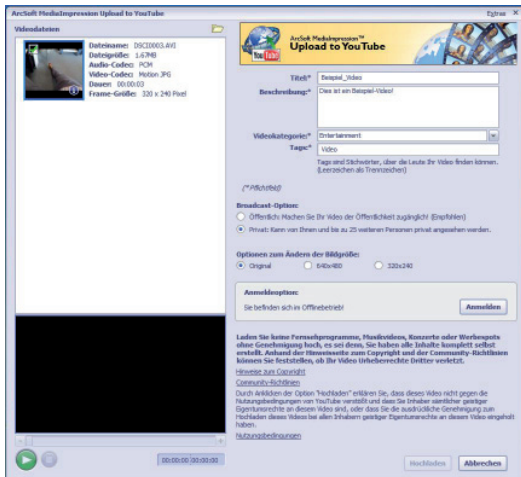 ArcSoft MediaImpression Upload to YouTube
Extras
Videodateien
Dateiname: DSCI0003.AVI
Dateigröße: 1.67MB
Audio-Codec: PCM
Video-Codec: Motion JPG
Dauer: 00:00:03
Frame-Größe: 320 x 240 Pixel
ArcSoft MediaImpression™
Upload to YouTube
You Tube
Titel:*
Beispiel_Video
Beschreibung:*
Dies ist ein Beispiel-Video!
Videokategorie:*
Entertainment
Tags:*
Video
Tags sind Stichwörter, über die Leute Ihr Video finden können.
(Leerzeichen als Trennzeichen)
(*Pflichtfeld)
Broadcast-Option:
Öffentlich: Machen Sie Ihr Video der Öffentlichkeit zugänglich! (Empfohlen)
Privat: Kann von Ihnen und bis zu 25 weiteren Personen privat angesehen werden.
Optionen zum Ändern der Bildgröße:
Original
640x480
320x240
Anmeldeoption:
Sie befinden sich im Offlinebetrieb!
Anmelden
Laden Sie keine Fernsehprogramme, Musikvideos, Konzerte oder Werbespots
ohne Genehmigung hoch, es sei denn, Sie haben alle Inhalte komplett selbst
erstellt. Anhand der Hinweisseite zum Copyright und der Community-Richtlinien
können Sie feststellen, ob Ihr Video Urheberrechte Dritter verletzt.
Hinweise zum Copyright
Community-Richtlinien
Durch Anklicken der Option "Hochladen" erklären Sie, dass dieses Video nicht gegen die
Nutzungsbedingungen von YouTube verstößt und dass Sie Inhaber sämtlicher geistiger
Eigentumsrechte an diesem Video sind, oder dass Sie die ausdrückliche Genehmigung zum
Hochladen dieses Videos bei allen Inhabern geistiger Eigentumsrechte an diesem Video eingeholt
haben.
Nutzungsbedingungen
00:00:00
00:00:00
Hochladen
Abbrechen